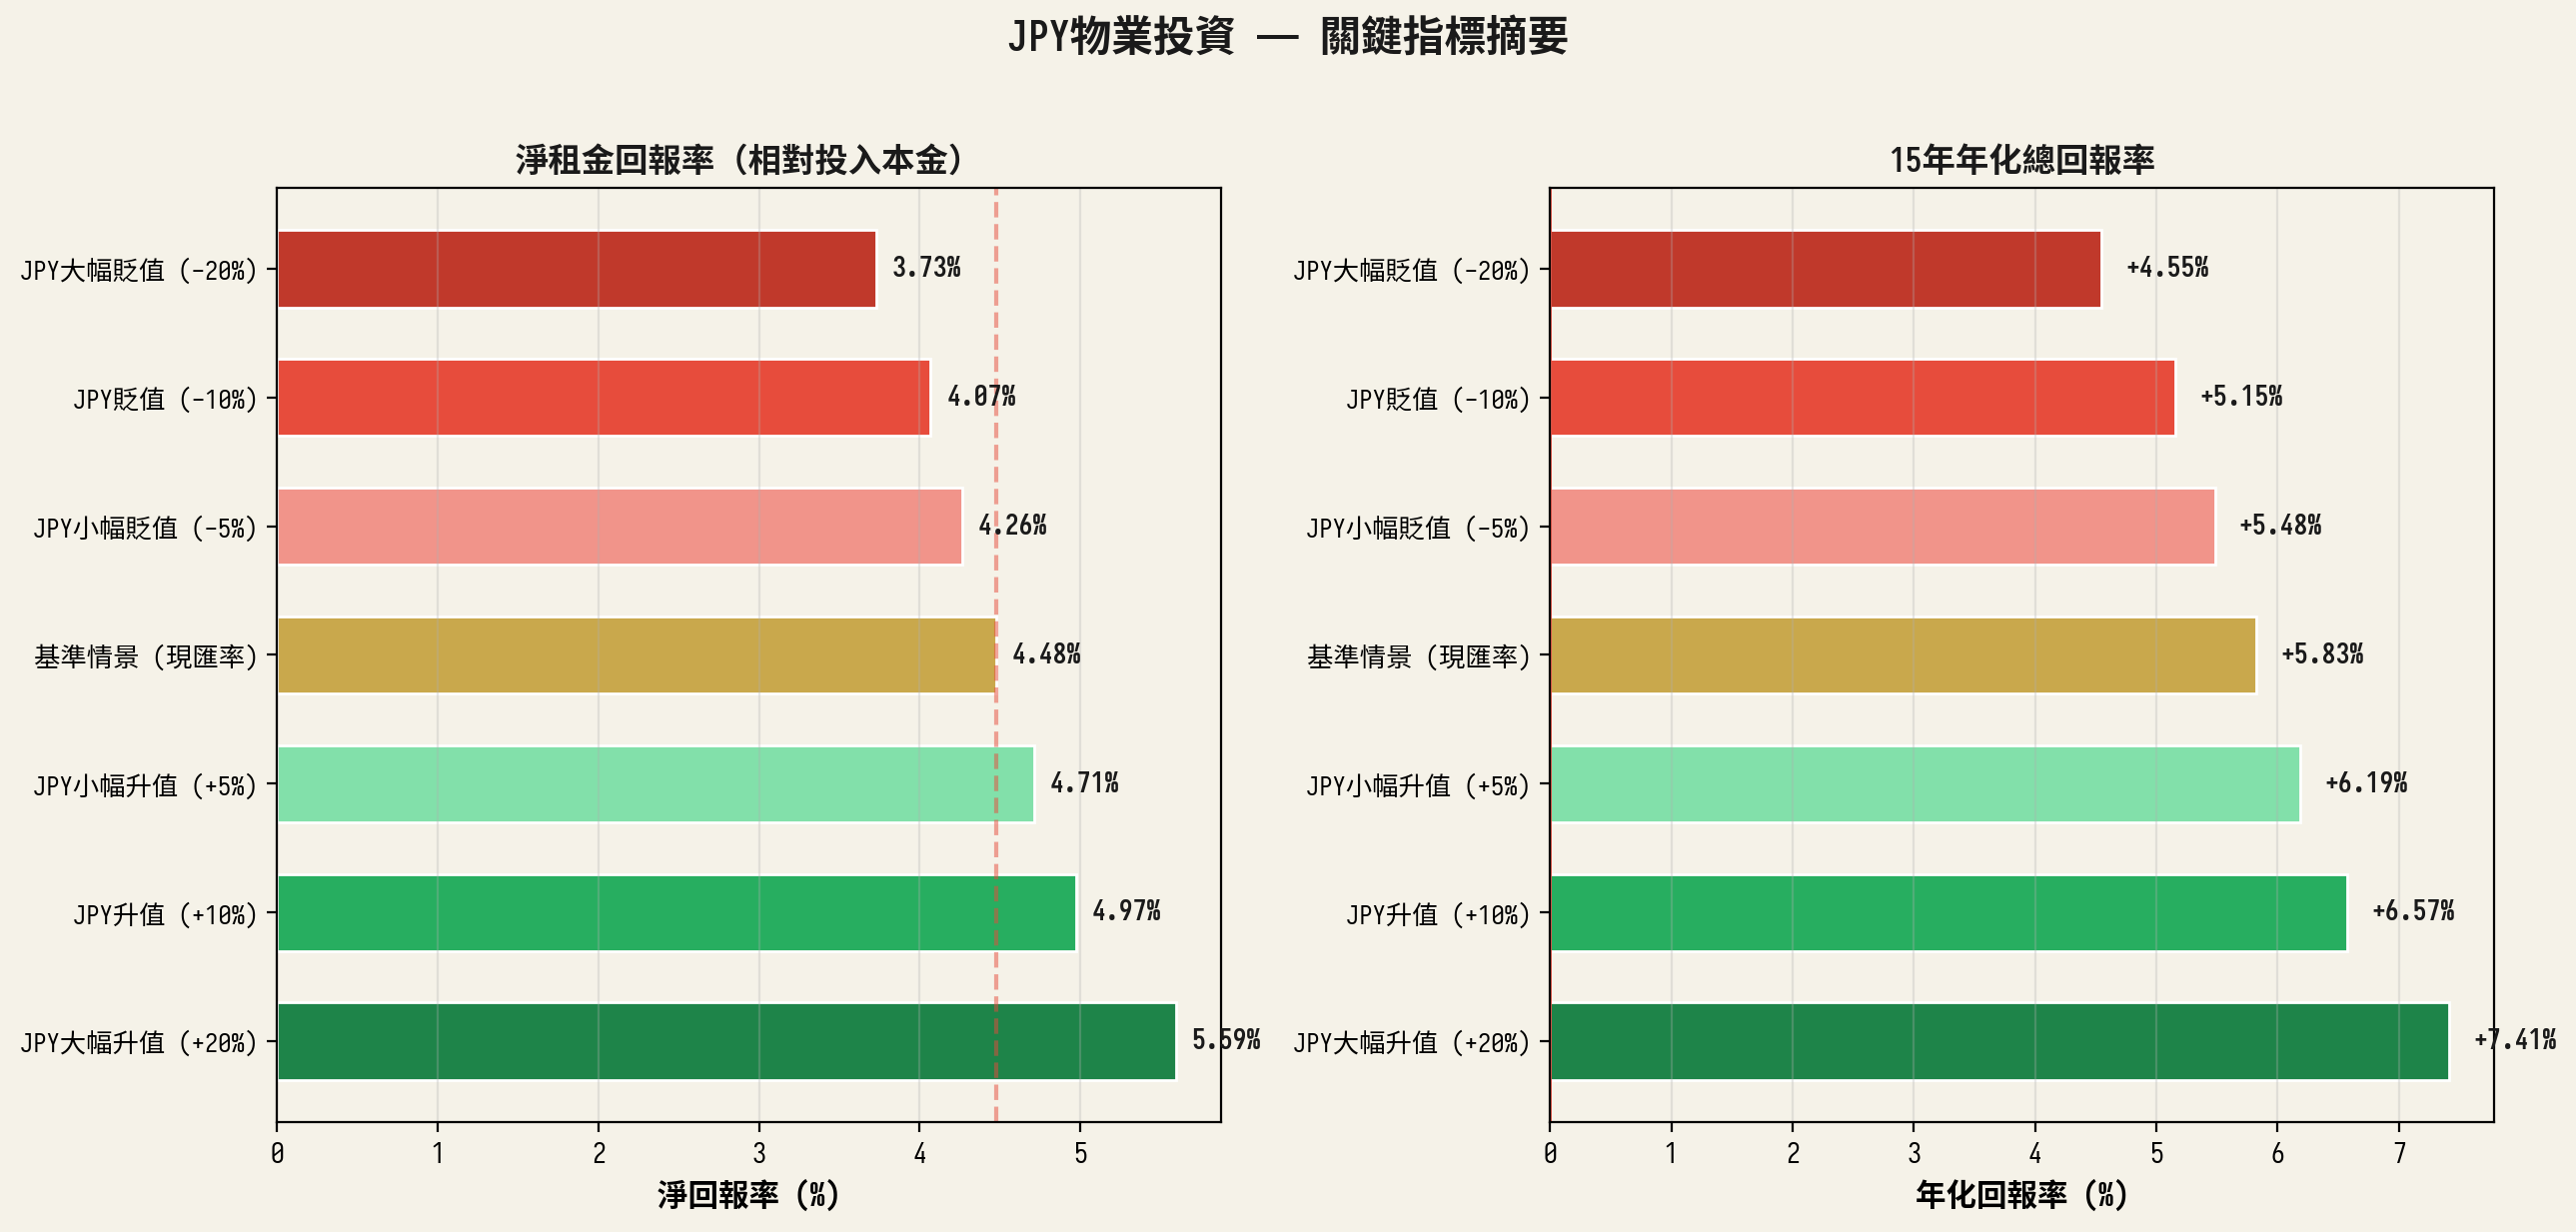 JPY物業投資 — 關鍵指標摘要
淨租金回報率（相對投入本金）
JPY大幅貶值 (-20%) 3.73%
JPY貶值 (-10%) 4.07%
JPY小幅貶值 (-5%) 4.26%
基準情景 (現匯率) 4.48%
JPY小幅升值 (+5%) 4.71%
JPY升值 (+10%) 4.97%
JPY大幅升值 (+20%) 5.59%
0 1 2 3 4 5
淨回報率 (%)
15年年化總回報率
JPY大幅貶值 (-20%) +4.55%
JPY貶值 (-10%) +5.15%
JPY小幅貶值 (-5%) +5.48%
基準情景 (現匯率) +5.83%
JPY小幅升值 (+5%) +6.19%
JPY升值 (+10%) +6.57%
JPY大幅升值 (+20%) +7.41%
0 1 2 3 4 5 6 7
年化回報率 (%)